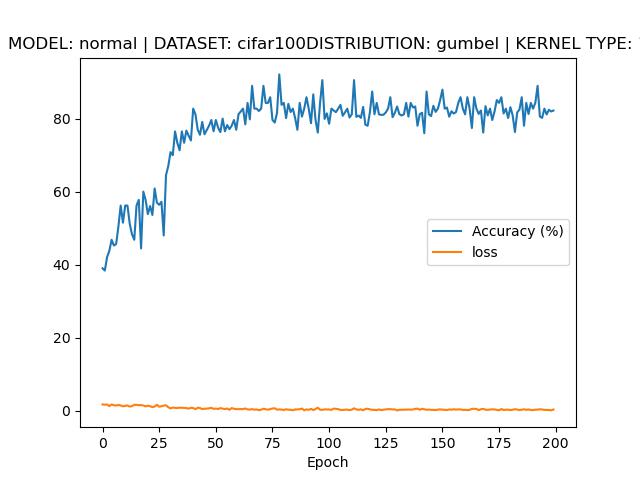 MODEL: normal | DATASET: cifar100DISTRIBUTION: gumbel | KERNEL TYPE:
80
60
40
20
0
Accuracy (%)
loss
0 25 50 75 100 125 150 175 200
Epoch